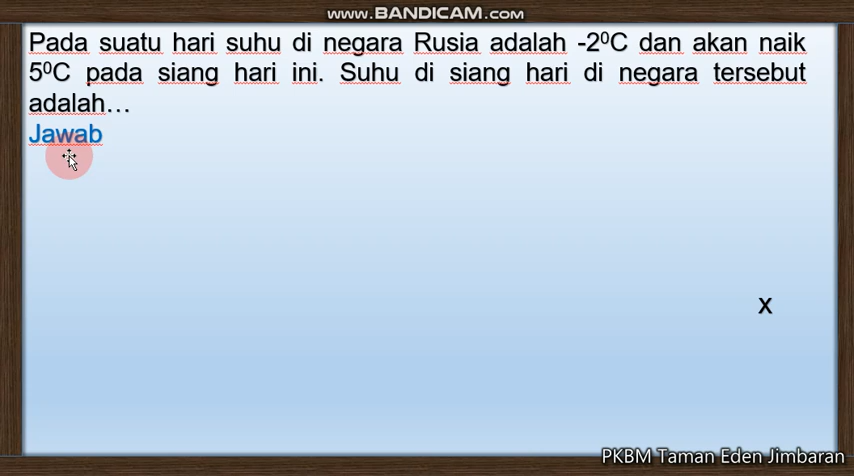 www.BANDICAM.com
Pada suatu hari suhu di negara Rusia adalah -2⁰C dan akan naik
5⁰C pada siang hari ini. Suhu di siang hari di negara tersebut
adalah…
Jawab
x
PKBM Taman Eden Jimbaran